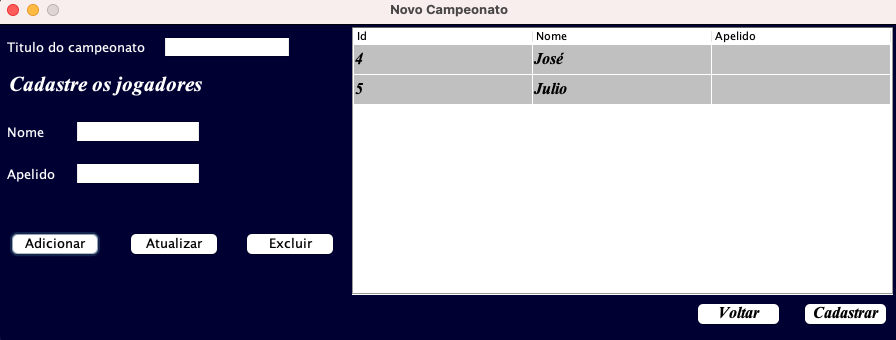 Novo Campeonato
Titulo do campeonato
Cadastre os jogadores
Nome
Apelido
Adicionar Atualizar Excluir
Id Nome Apelido
4 José
5 Julio
Voltar Cadastrar